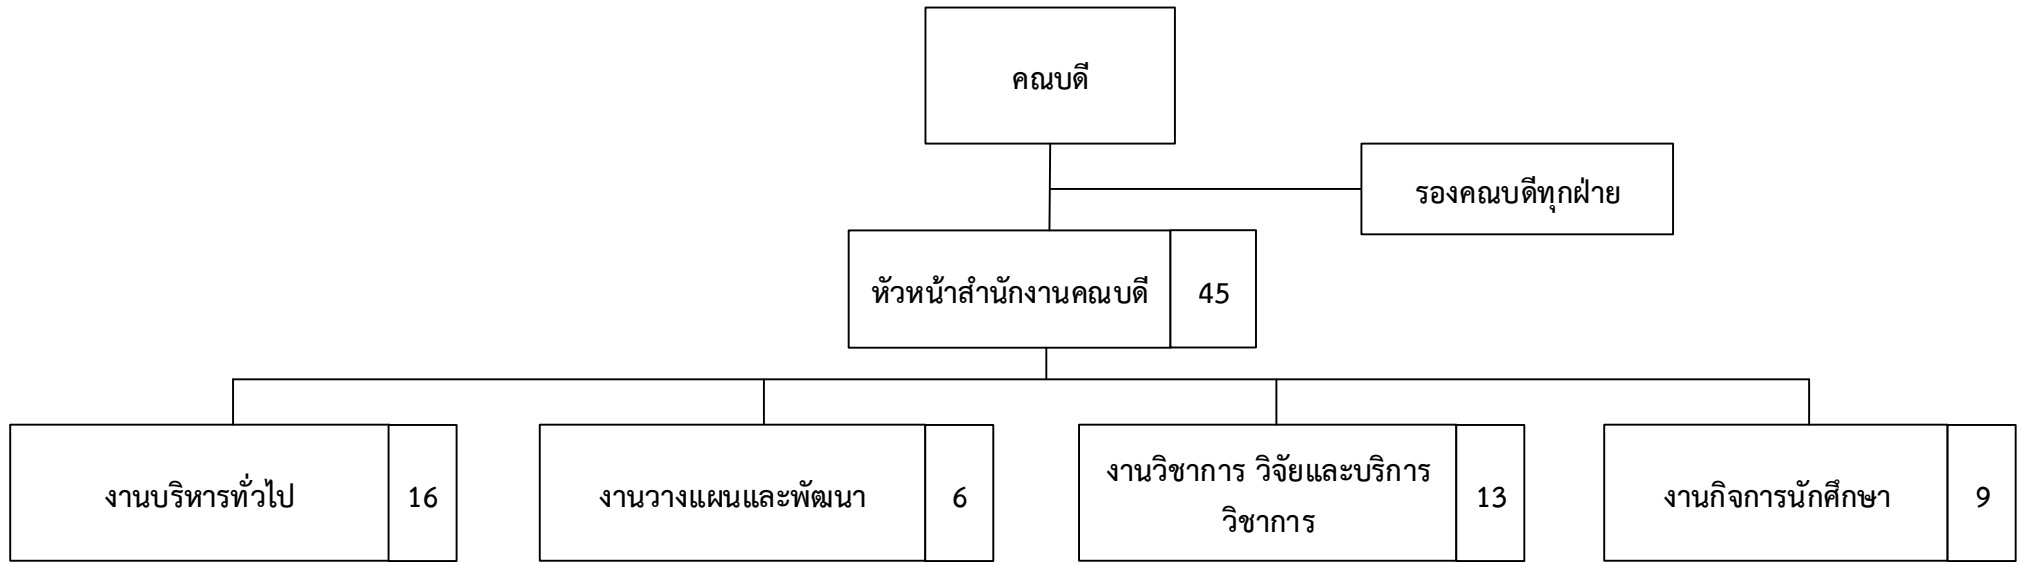 คณบดี
รองคณบดีทุกฝ่าย
หัวหน้าสำนักงานคณบดี 45
งานบริหารทั่วไป 16
งานวางแผนและพัฒนา 6
งานวิชาการ วิจัยและบริการ
วิชาการ
13
งานกิจการนักศึกษา 9